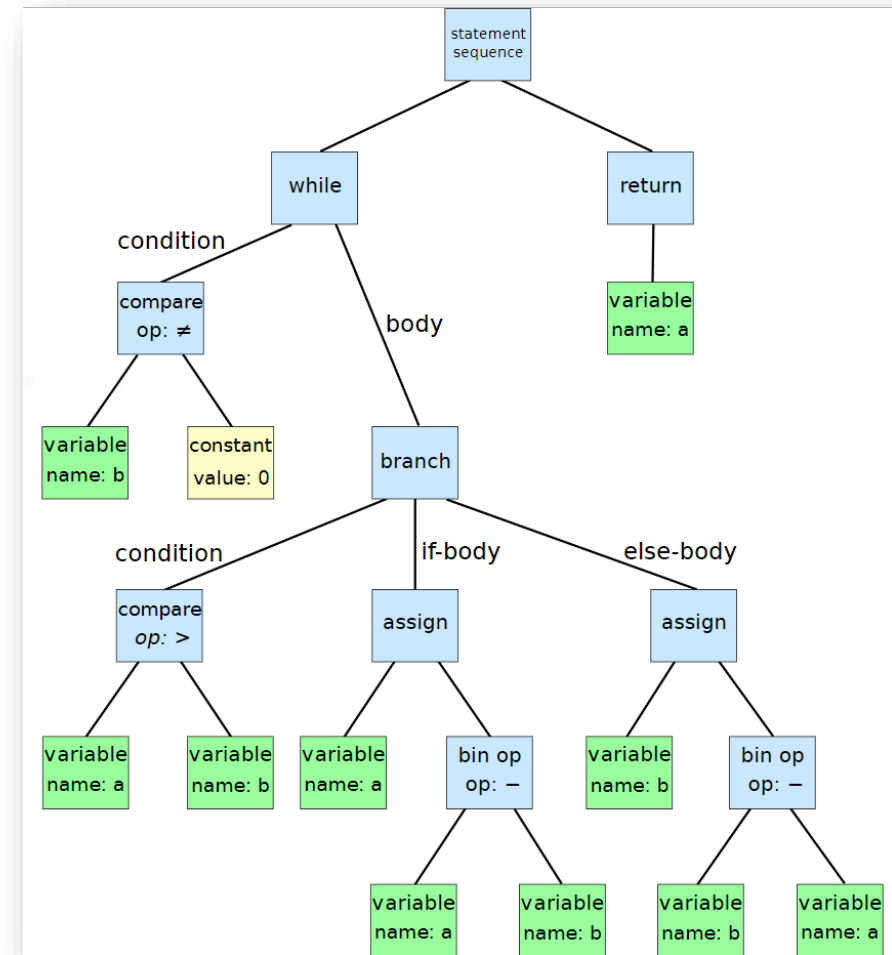 statement
sequence
while
return
condition
compare
op: ≠
body
variable
name: a
variable
name: b
constant
value: 0
branch
condition
if-body
else-body
compare
op: >
assign
assign
variable
name: a
variable
name: b
variable
name: a
bin op
op: −
variable
name: b
bin op
op: −
variable
name: a
variable
name: b
variable
name: b
variable
name: a